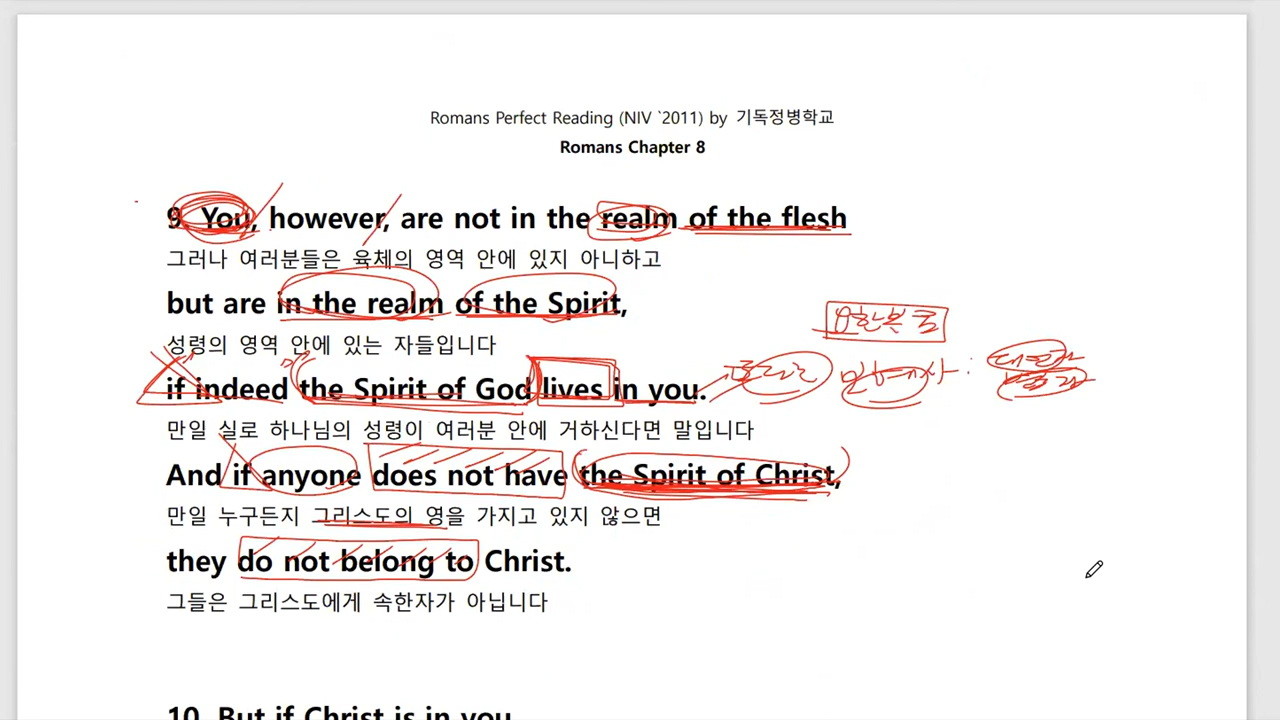 Romans Perfect Reading (NIV `2011) by 기독정병학교
Romans Chapter 8
9. You, however, are not in the realm of the flesh
그러나 여러분들은 육체의 영역 안에 있지 아니하고
but are in the realm of the Spirit,
성령의 영역 안에 있는 자들입니다
요한복음
if indeed the Spirit of God lives in you.
만일 실로 하나님의 성령이 여러분 안에 거하신다면 말입니다
And if anyone does not have the Spirit of Christ,
만일 누구든지 그리스도의 영을 가지고 있지 않으면
they do not belong to Christ.
그들은 그리스도에게 속한자가 아닙니다
10. But if Christ is in you,